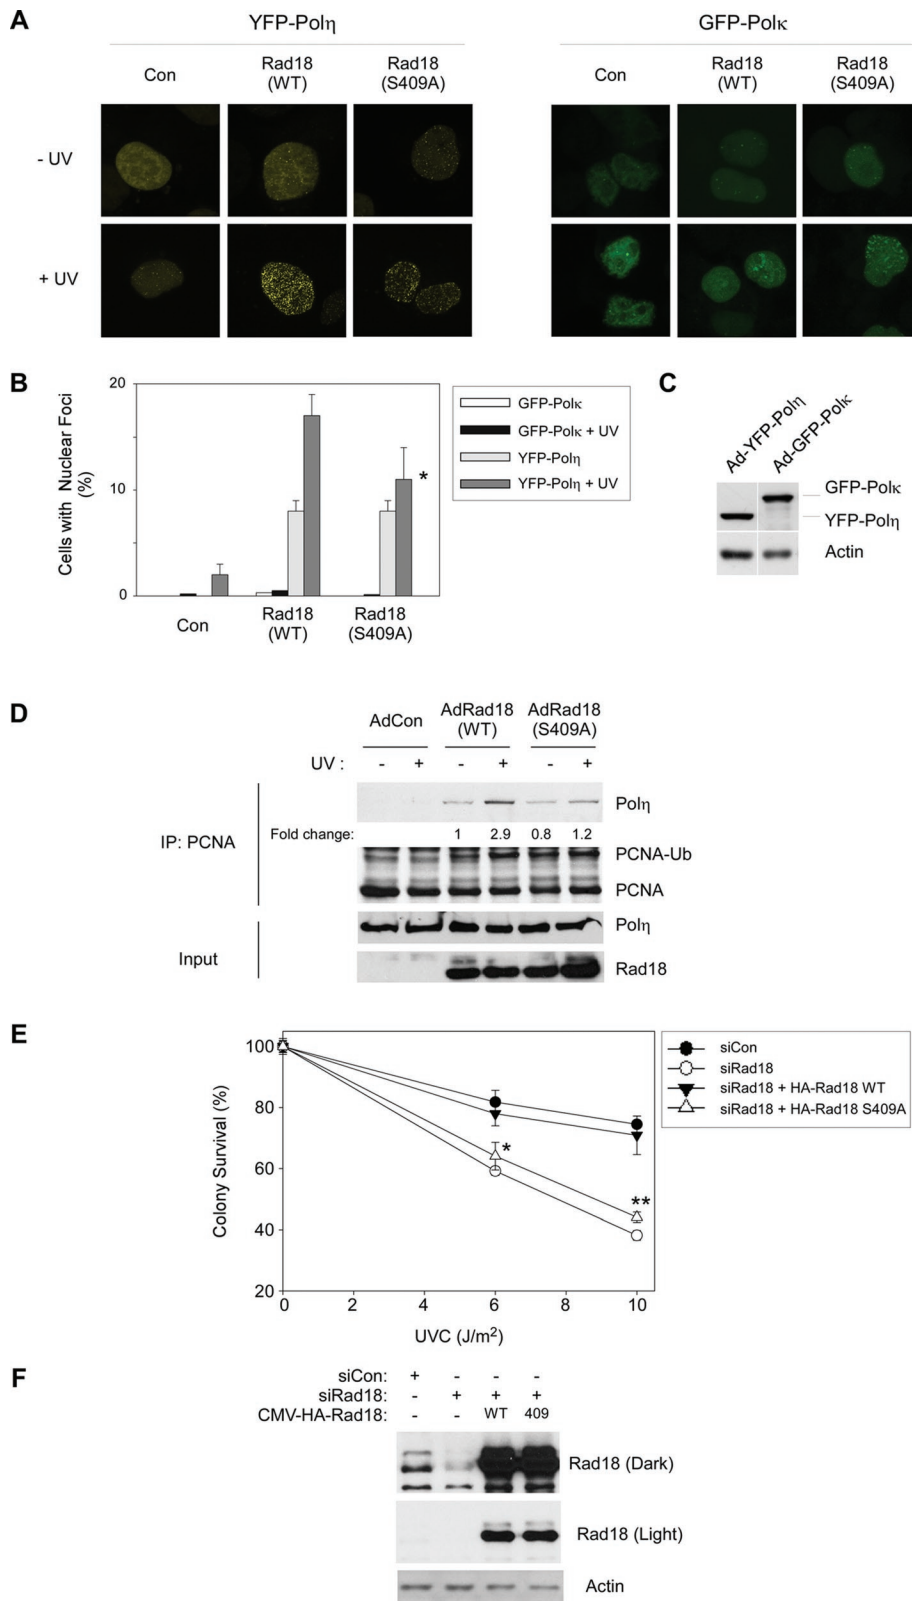 A
YFP-Polη
GFP-Polκ
Con
Rad18
(WT)
Rad18
(S409A)
Con
Rad18
(WT)
Rad18
(S409A)
- UV
+ UV
B
Cells with Nuclear Foci
(%)
20
10
0
Con
Rad18
(WT)
Rad18
(S409A)
*
GFP-Polκ
GFP-Polκ + UV
YFP-Polη
YFP-Polη + UV
C
Ad-YFP-Polη
Ad-GFP-Polκ
GFP-Polκ
YFP-Polη
Actin
D
AdCon
AdRad18
(WT)
AdRad18
(S409A)
UV : - + - + - +
IP: PCNA
Polη
Fold change: 1 2.9 0.8 1.2
PCNA-Ub
PCNA
Input
Polη
Rad18
E
Colony Survival (%)
100
80
60
40
20
0 2 4 6 8 10
UVC (J/m²)
*
**
siCon
siRad18
siRad18 + HA-Rad18 WT
siRad18 + HA-Rad18 S409A
F
siCon: + - - -
siRad18: - + + +
CMV-HA-Rad18: - - WT 409
Rad18 (Dark)
Rad18 (Light)
Actin